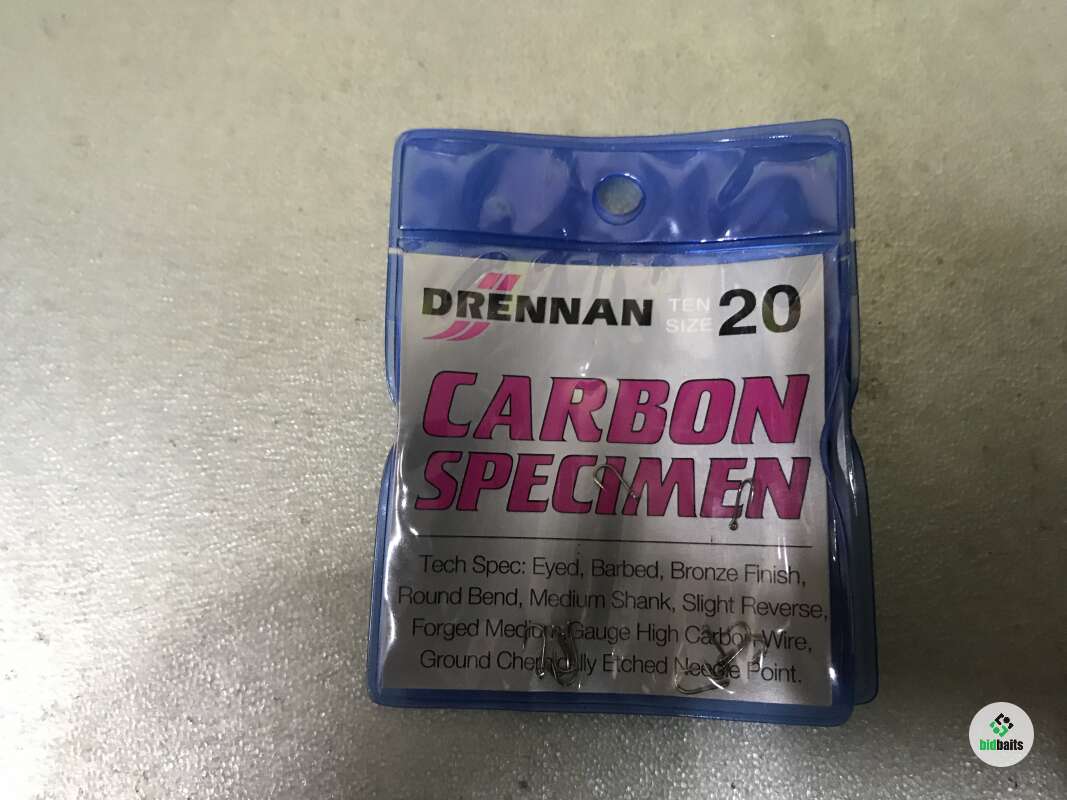 DRENNAN
TEN SIZE 20
CARBON
SPECIMEN
Tech Spec: Eyed, Barbed, Bronze Finish,
Round Bend, Medium Shank, Slight Reverse,
Forged Medium Gauge High Carbon Wire,
Ground Chemically Etched Needle Point.
bidbaits